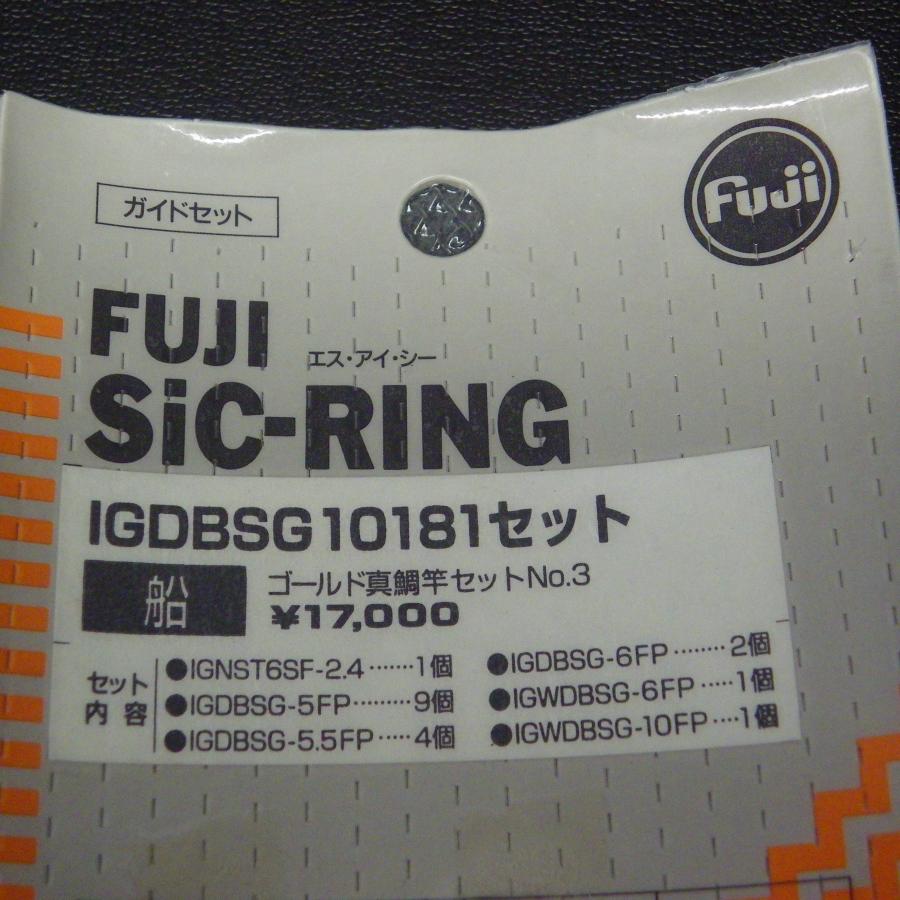 Fuji
ガイドセット
FUJI
エス・アイ・シー
SiC-RING
IGDBSG10181セット
船
ゴールド真鯛竿セットNo.3
¥17,000
セット内容
●IGNST6SF-2.4‥‥‥1個
●IGDBSG-5FP‥‥‥‥9個
●IGDBSG-5.5FP‥‥4個
●IGDBSG-6FP‥‥‥‥2個
●IGWDBSG-6FP‥‥1個
●IGWDBSG-10FP‥‥1個